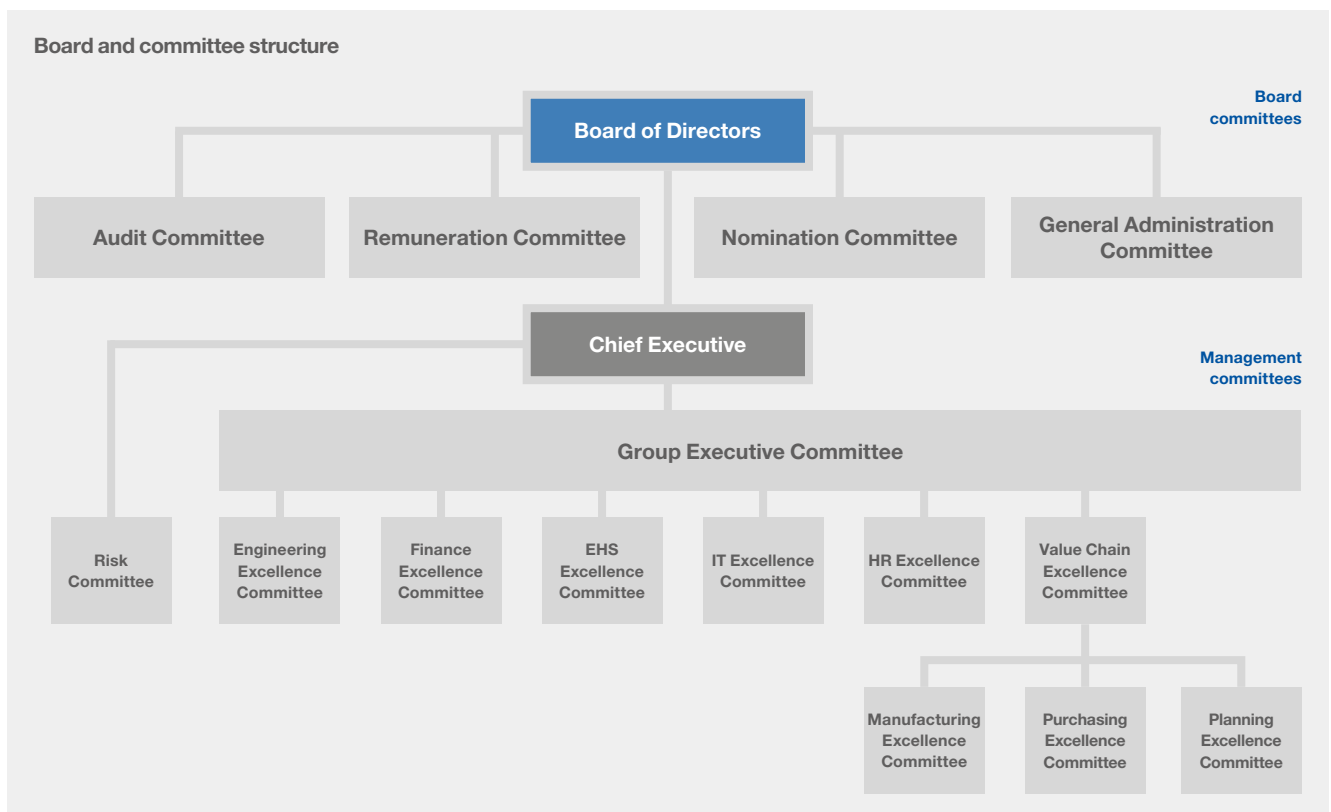 Board and committee structure
Board
committees
Board of Directors
Audit Committee
Remuneration Committee
Nomination Committee
General Administration
Committee
Chief Executive
Management
committees
Group Executive Committee
Risk
Committee
Engineering
Excellence
Committee
Finance
Excellence
Committee
EHS
Excellence
Committee
IT Excellence
Committee
HR Excellence
Committee
Value Chain
Excellence
Committee
Manufacturing
Excellence
Committee
Purchasing
Excellence
Committee
Planning
Excellence
Committee